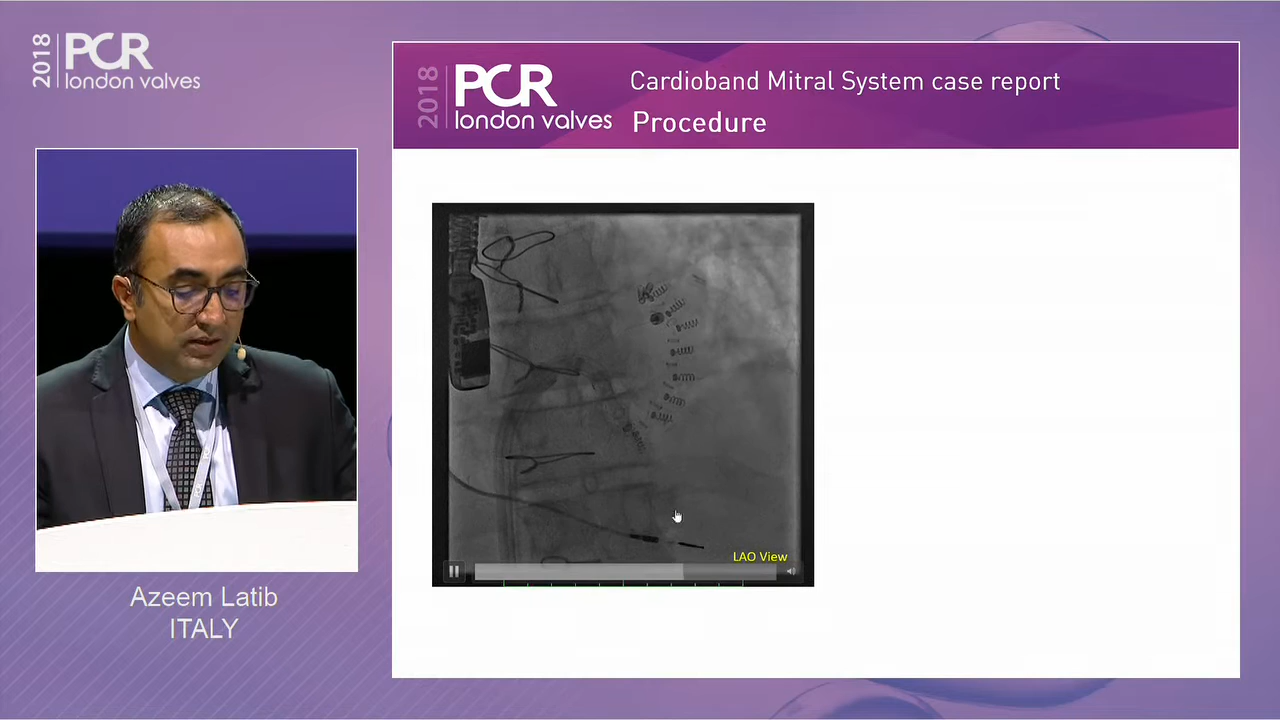 2018 PCR
london valves
2018 PCR
london valves
Cardioband Mitral System case report
Procedure
LAO View
Azeem Latib
ITALY